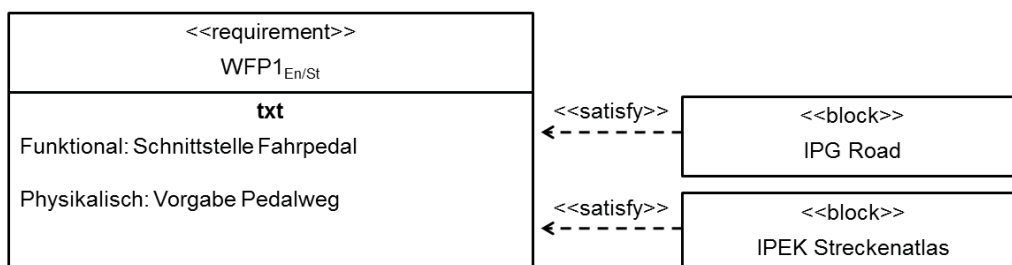 <<requirement>>
WFP1En/St
txt
Funktional: Schnittstelle Fahrpedal
Physikalisch: Vorgabe Pedalweg
<<satisfy>>
<<block>>
IPG Road
<<satisfy>>
<<block>>
IPEK Streckenatlas